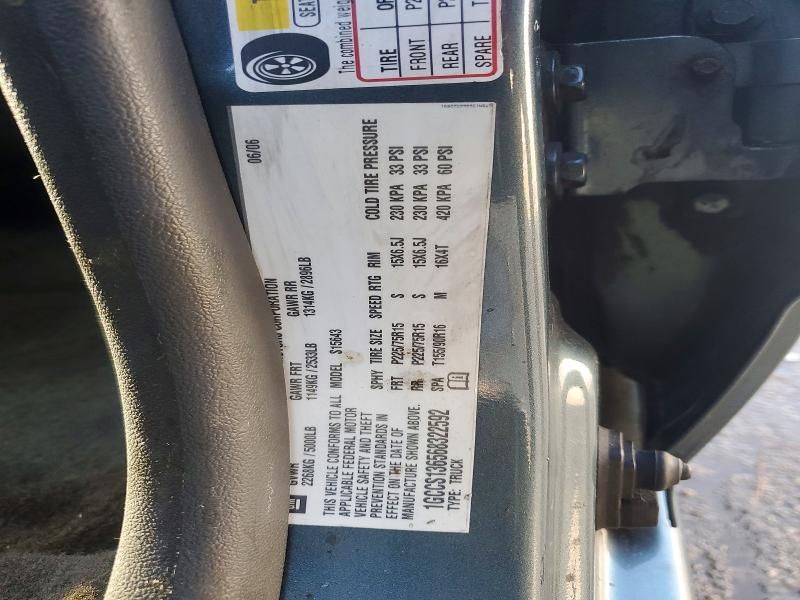 SEAT
The combined weig
TIRE
FRONT
REAR
SPARE
06/06
CORPORATION
GVWR GAWR FRT GAWR RR
2268KG / 5000LB 1149KG / 2533LB 1314KG / 2896LB
THIS VEHICLE CONFORMS TO ALL
APPLICABLE FEDERAL MOTOR
VEHICLE SAFETY AND THEFT
PREVENTION STANDARDS IN
EFFECT ON THE DATE OF
MANUFACTURE SHOWN ABOVE.
1GCCS136568322592
TYPE: TRUCK
MODEL S15643
COLD TIRE PRESSURE
SPHY TIRE SIZE SPEED RTG RIM
FRT P225/75R15 S 15X6.5J 230 KPA 33 PSI
RR P225/75R15 S 15X6.5J 230 KPA 33 PSI
SPA T155/90R16 M 16X4T 420 KPA 60 PSI